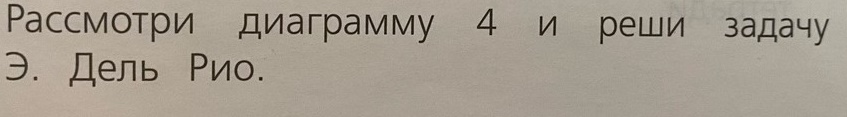 Рассмотри диаграмму 4 и реши задачу
Э. Дель Рио.